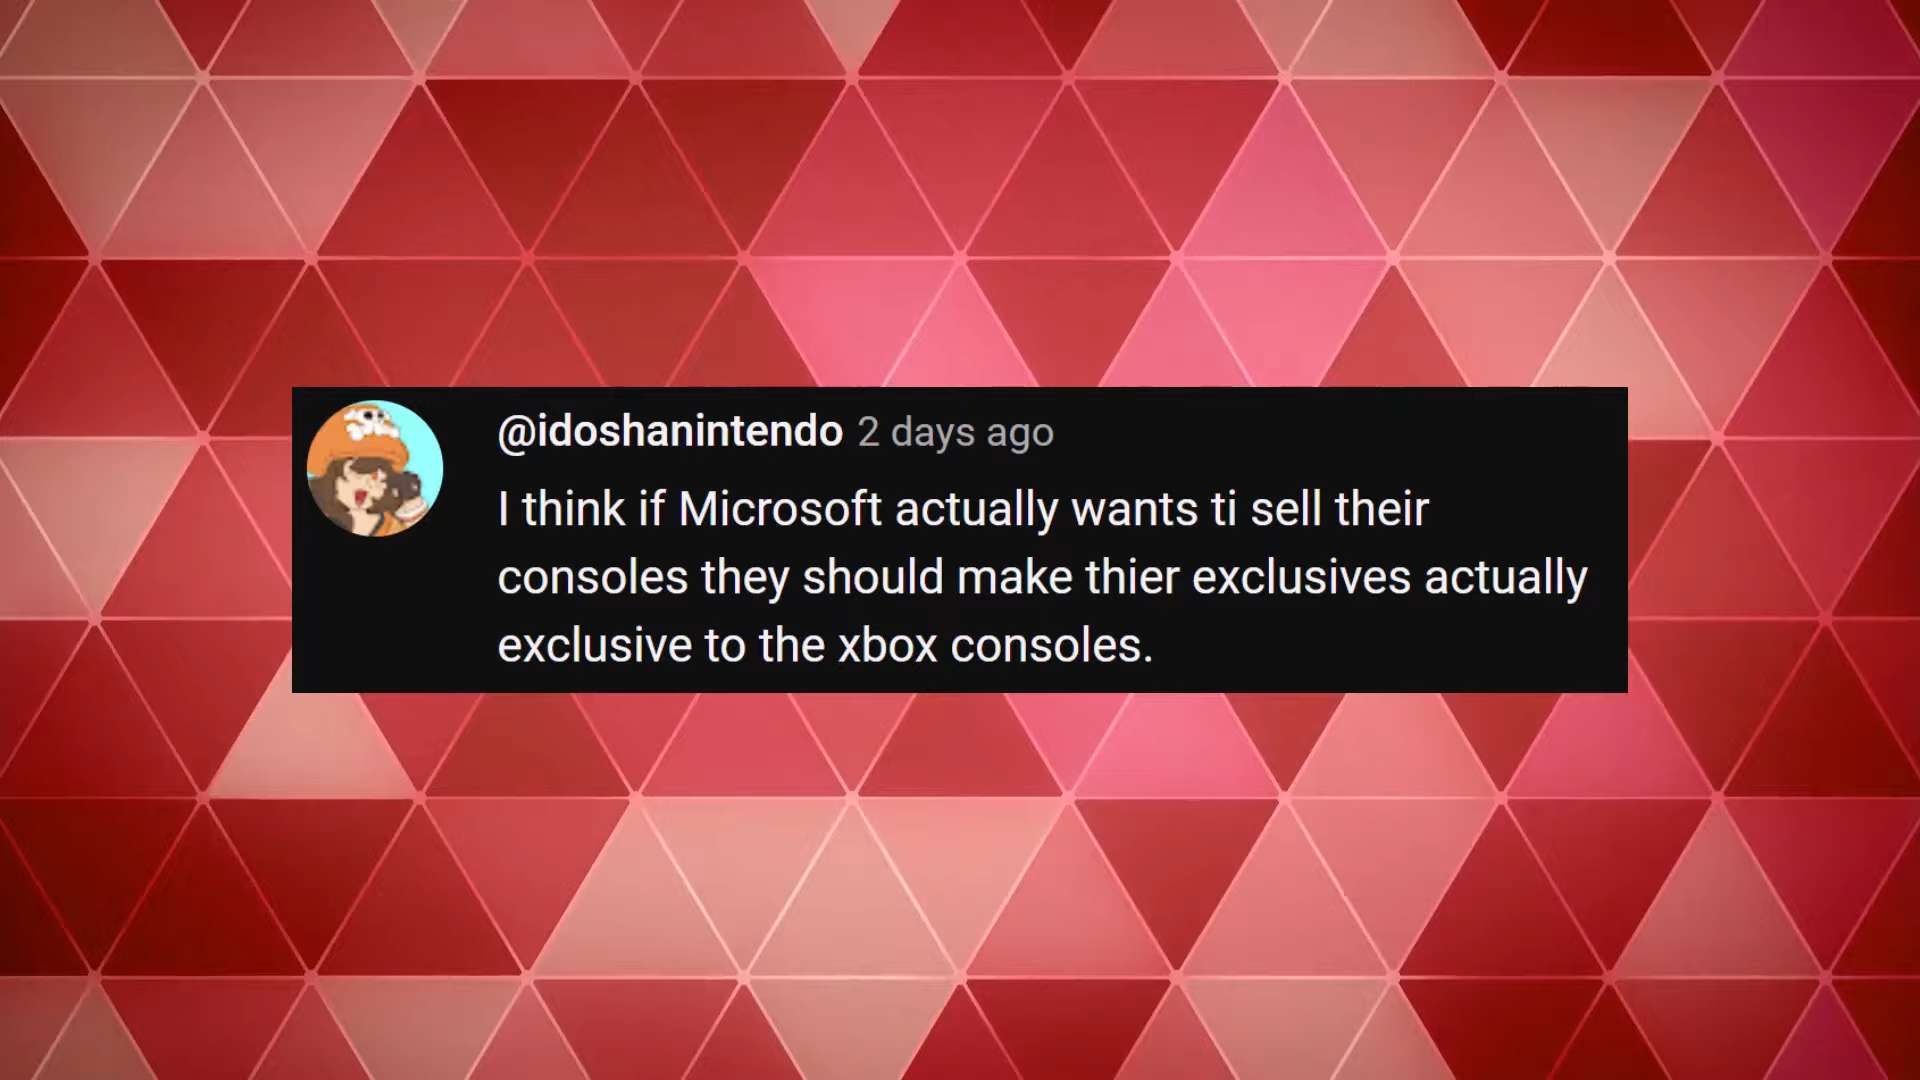 @idoshanintendo 2 days ago
I think if Microsoft actually wants ti sell their
consoles they should make thier exclusives actually
exclusive to the xbox consoles.